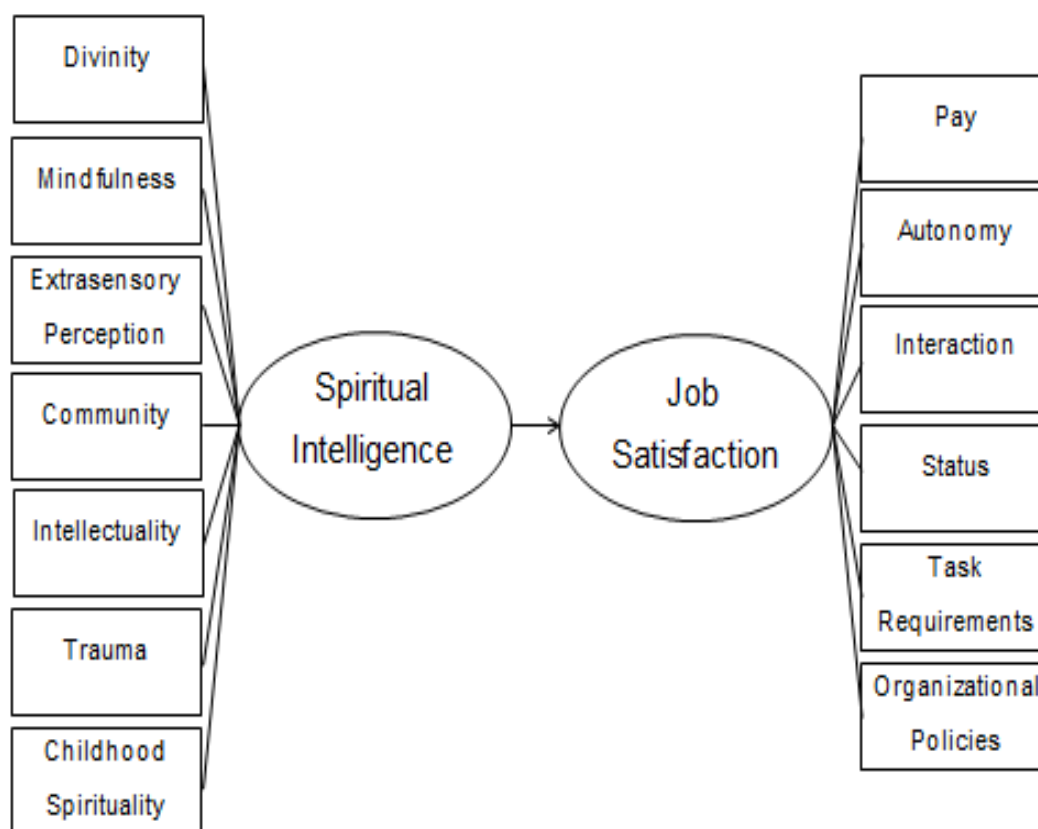 Divinity
Mindfulness
Extrasensory
Perception
Community
Intellectuality
Trauma
Childhood
Spirituality
Spiritual
Intelligence
Job
Satisfaction
Pay
Autonomy
Interaction
Status
Task
Requirements
Organizational
Policies